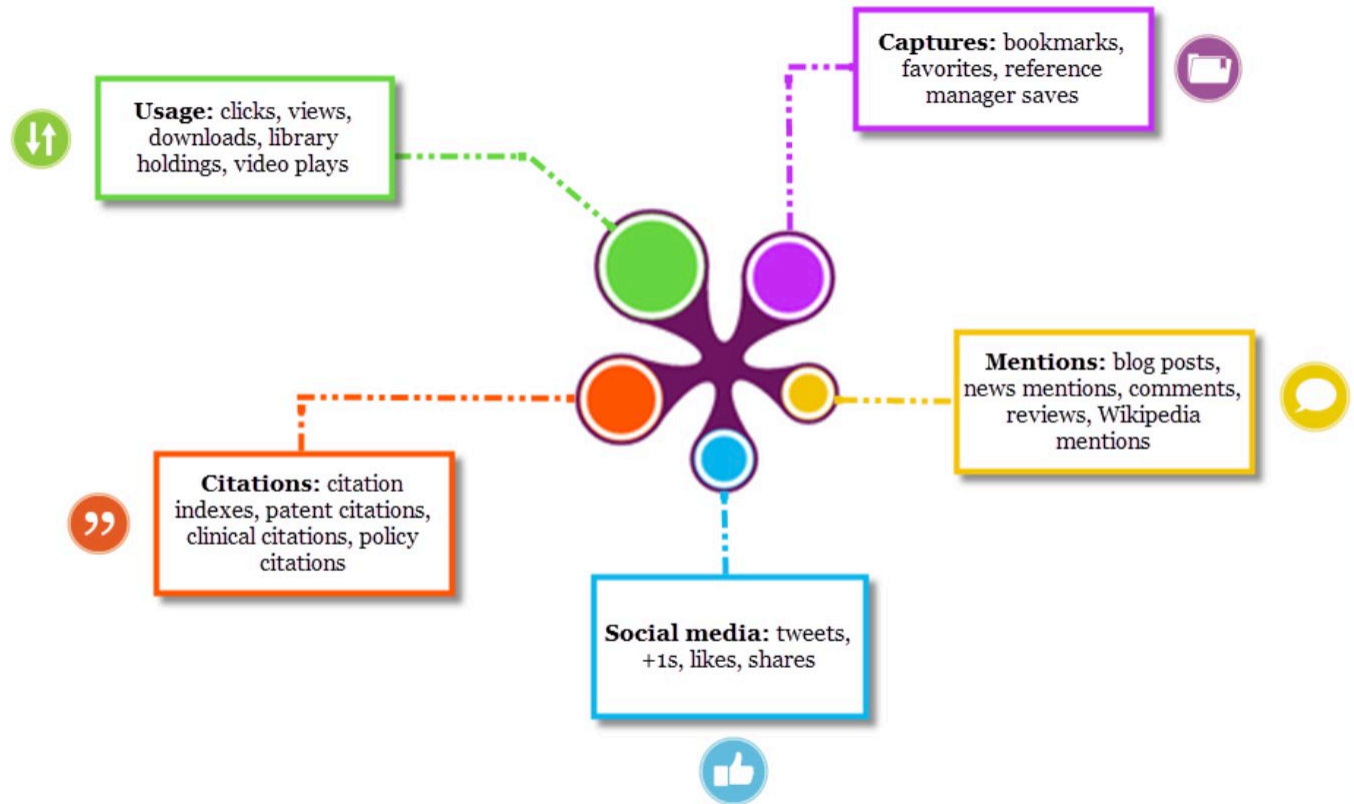 Captures: bookmarks,
favorites, reference
manager saves
Usage: clicks, views,
downloads, library
holdings, video plays
Mentions: blog posts,
news mentions, comments,
reviews, Wikipedia
mentions
Citations: citation
indexes, patent citations,
clinical citations, policy
citations
Social media: tweets,
+1s, likes, shares